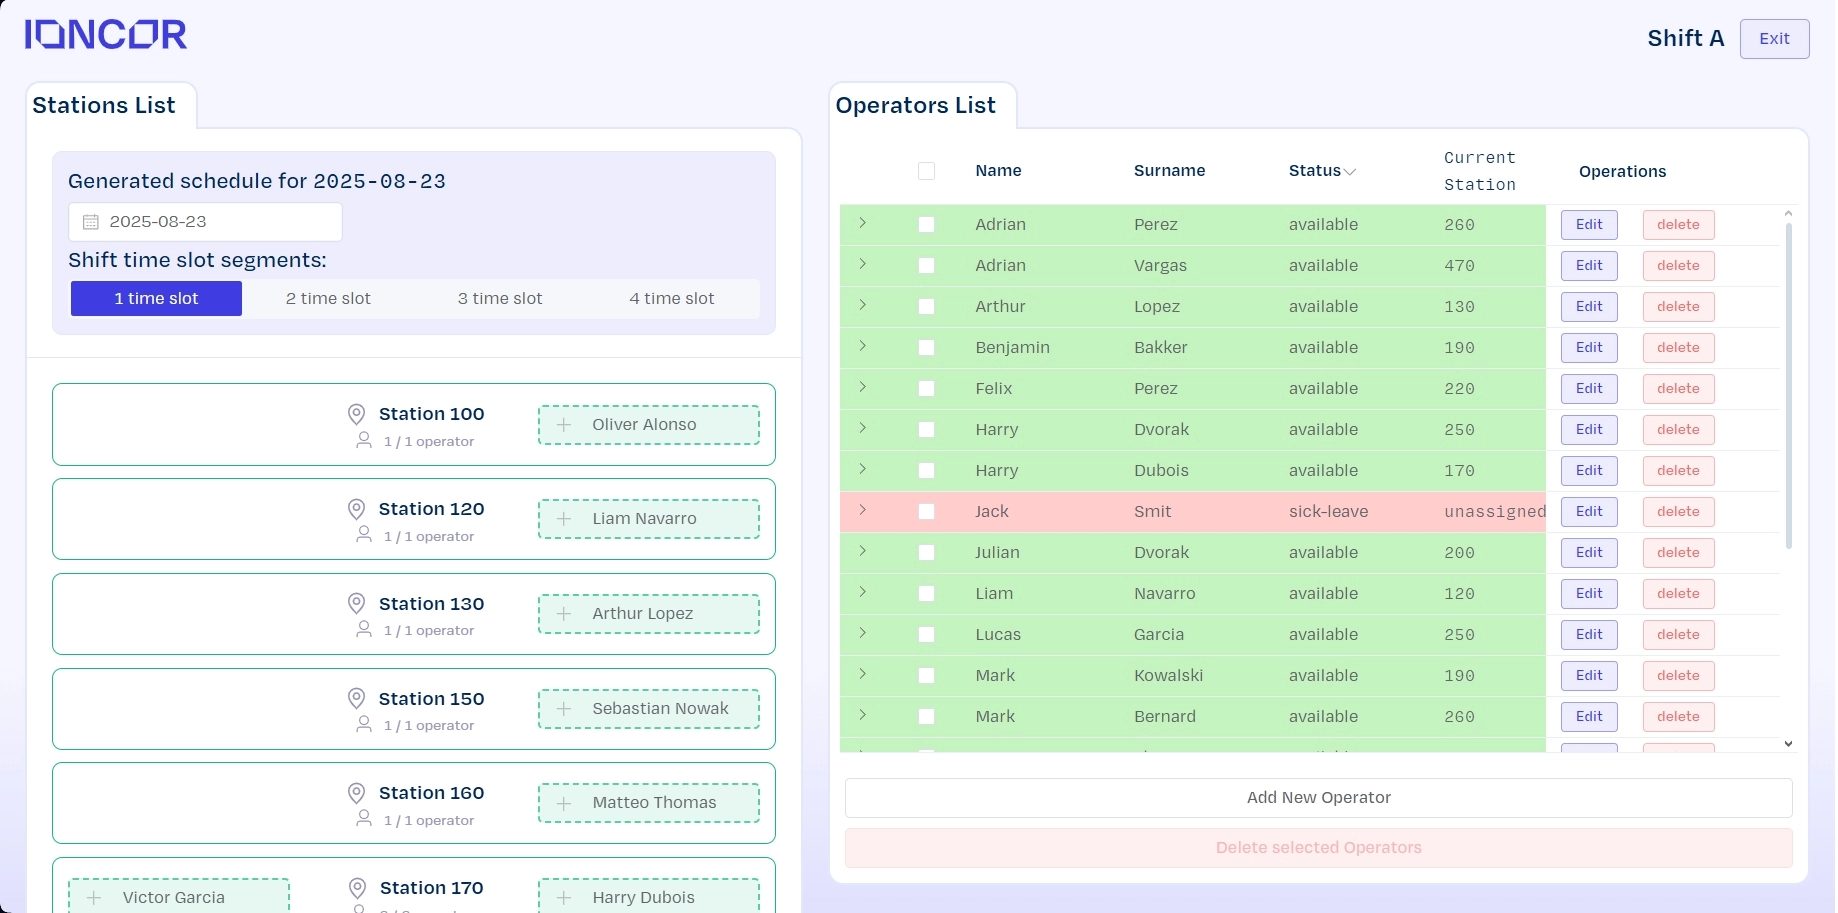 IONCOR
Shift A
Exit
Stations List
Generated schedule for 2025-08-23
2025-08-23
Shift time slot segments:
1 time slot 2 time slot 3 time slot 4 time slot
Station 100
1 / 1 operator
Oliver Alonso
Station 120
1 / 1 operator
Liam Navarro
Station 130
1 / 1 operator
Arthur Lopez
Station 150
1 / 1 operator
Sebastian Nowak
Station 160
1 / 1 operator
Matteo Thomas
Victor Garcia
Station 170
Harry Dubois
Operators List
Name Surname Status Current Station Operations
Adrian Perez available 260 Edit delete
Adrian Vargas available 470 Edit delete
Arthur Lopez available 130 Edit delete
Benjamin Bakker available 190 Edit delete
Felix Perez available 220 Edit delete
Harry Dvorak available 250 Edit delete
Harry Dubois available 170 Edit delete
Jack Smit sick-leave unassigned Edit delete
Julian Dvorak available 200 Edit delete
Liam Navarro available 120 Edit delete
Lucas Garcia available 250 Edit delete
Mark Kowalski available 190 Edit delete
Mark Bernard available 260 Edit delete
Add New Operator
Delete selected Operators